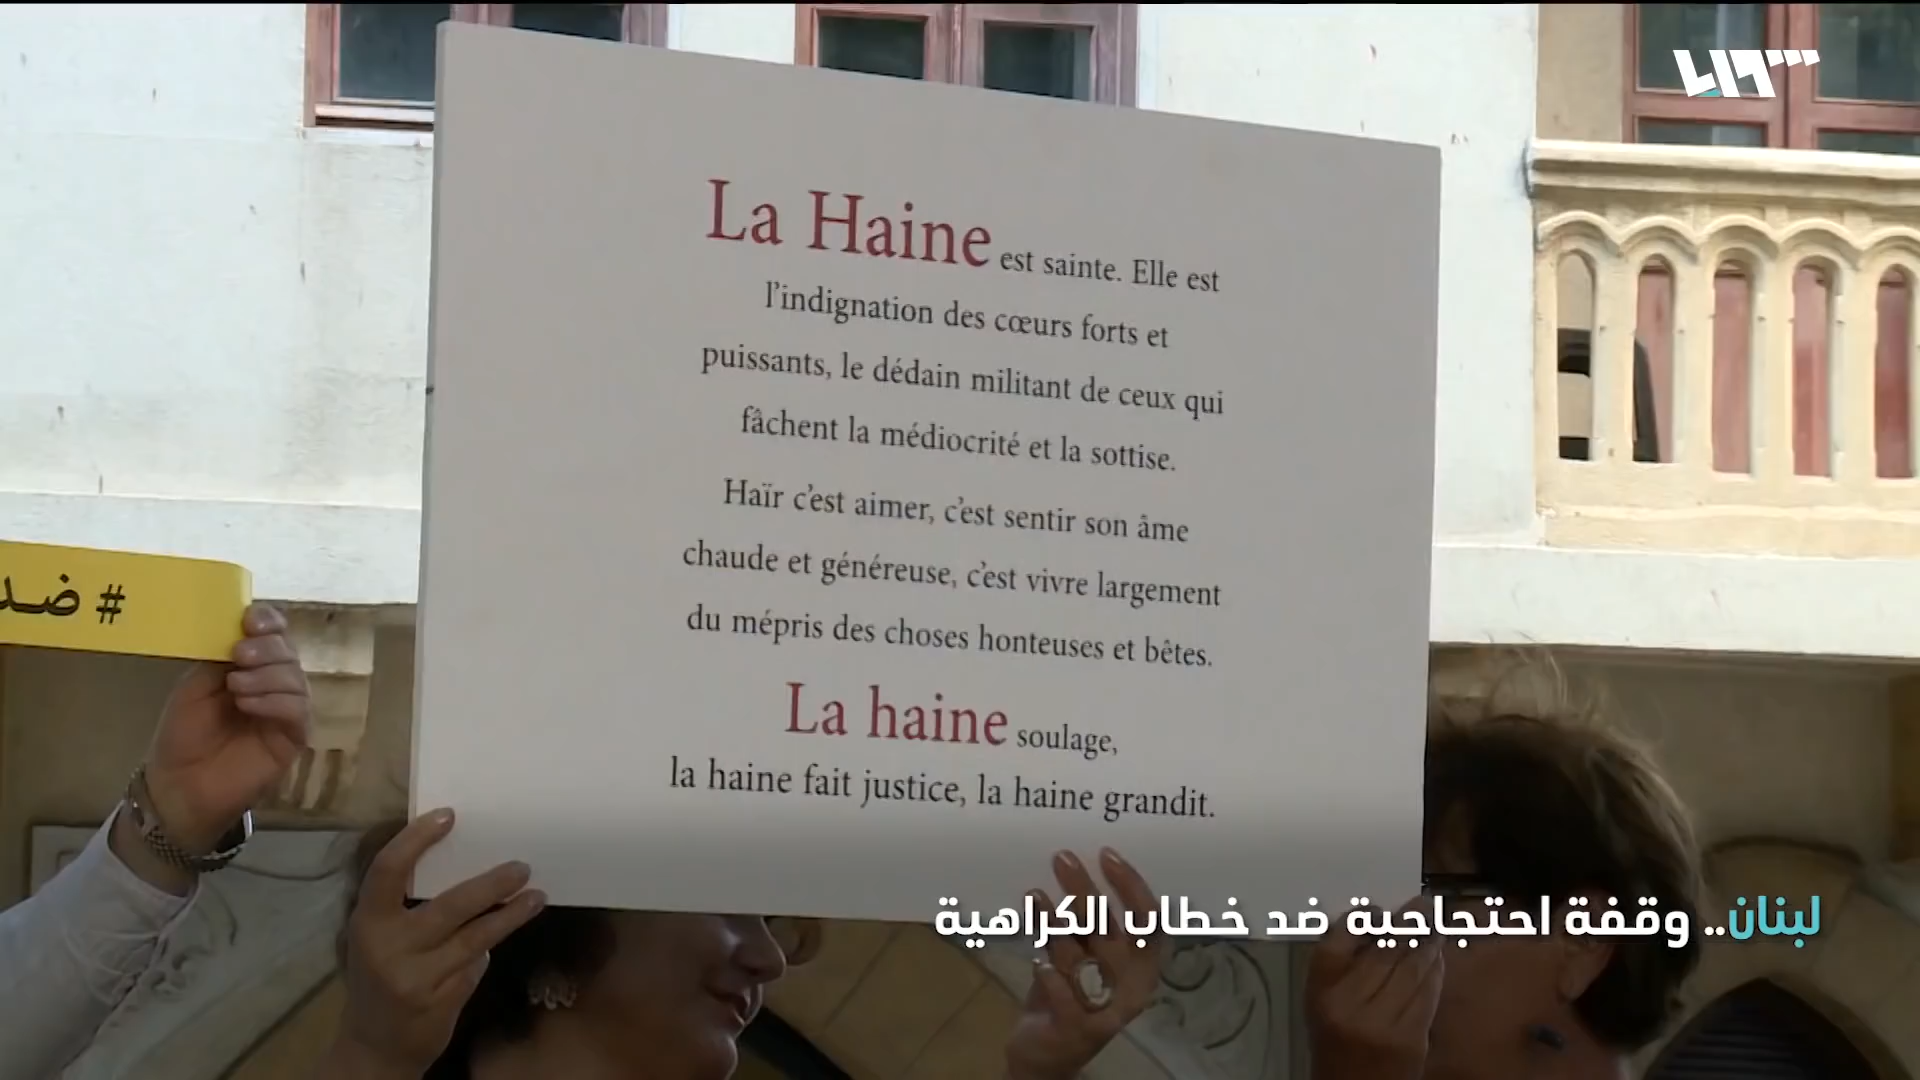 سوريا
La Haine est sainte. Elle est
l'indignation des cœurs forts et
puissants, le dédain militant de ceux qui
fâchent la médiocrité et la sottise.
Haïr c'est aimer, c'est sentir son âme
chaude et généreuse, c'est vivre largement
du mépris des choses honteuses et bêtes.
La haine soulage,
la haine fait justice, la haine grandit.
# ضد
لبنان.. وقفة احتجاجية ضد خطاب الكراهية